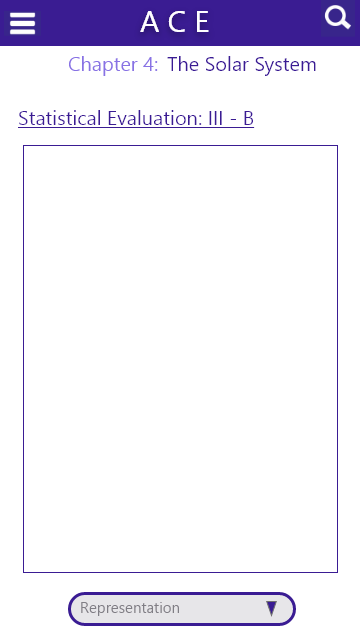 A C E
Chapter 4: The Solar System
Statistical Evaluation: III - B
Representation